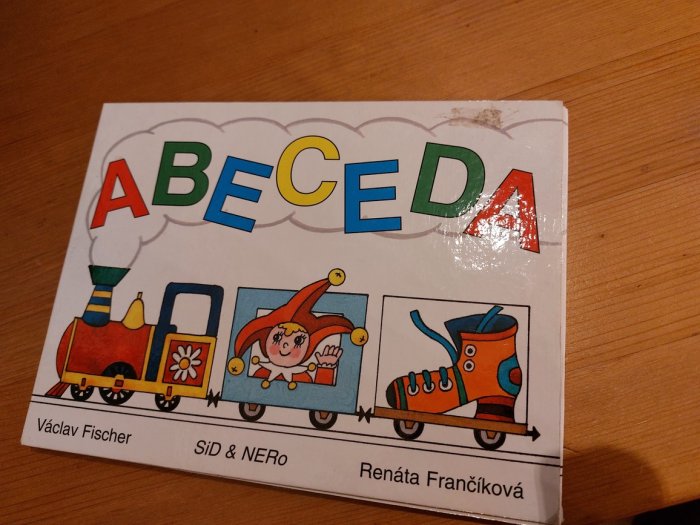 ABECEDA
Václav Fischer
SiD & NERo
Renáta Frančíková